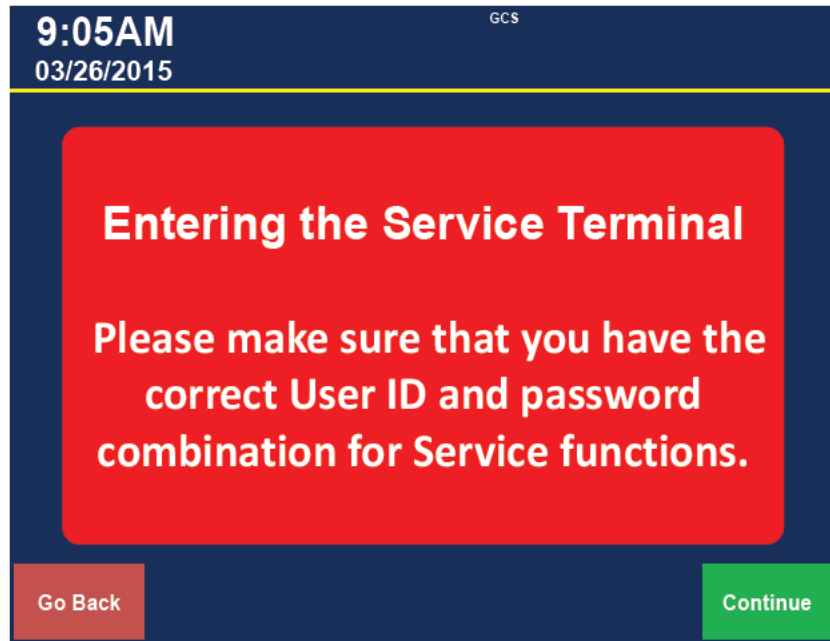 9:05AM
GCS
03/26/2015
Entering the Service Terminal
Please make sure that you have the
correct User ID and password
combination for Service functions.
Go Back
Continue